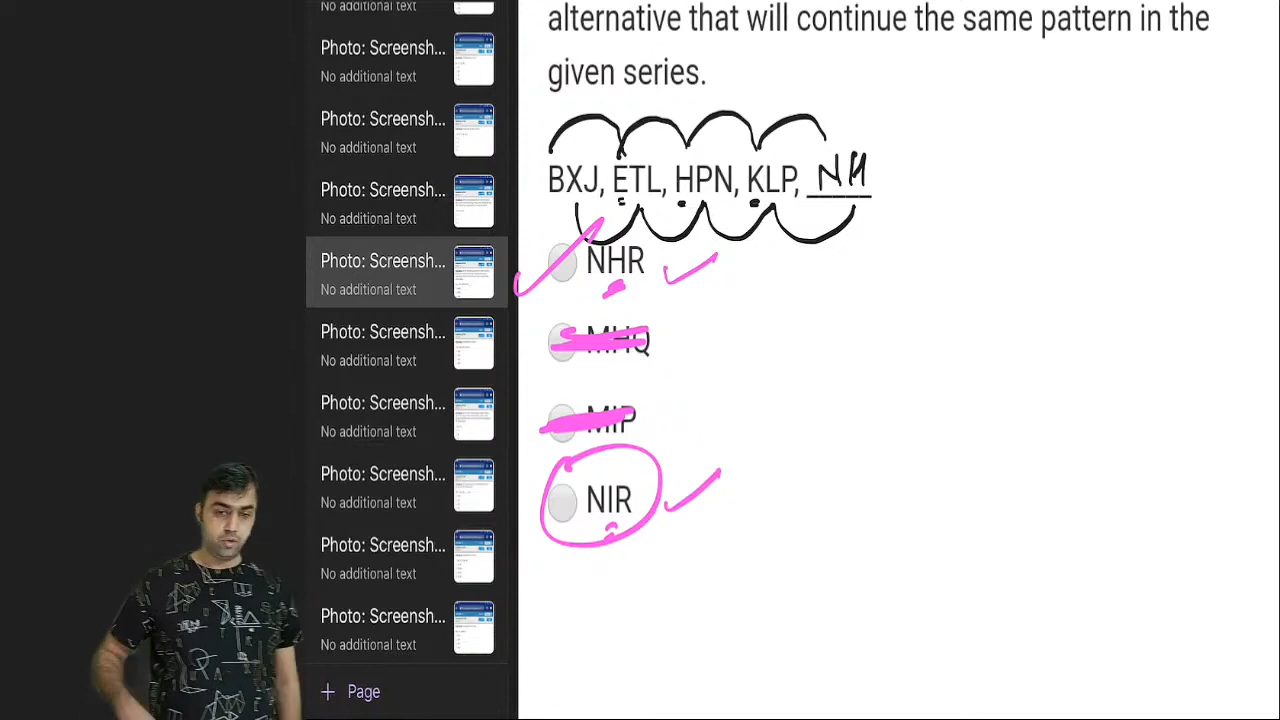 No additional text
Photo: Screensh...
No additional text
Photo: Screensh...
No additional text
Photo: Screensh...
No additional text
Photo: Screensh...
No additional text
Photo: Screensh...
No additional text
Photo: Screensh...
No additional text
Photo: Screensh...
No additional text
Photo: Screensh...
No additional text
Photo: Screensh...
No additional text
+ Page
alternative that will continue the same pattern in the
given series.
BXJ, ETL, HPN, KLP, NH
NHR
MHQ
MIP
NIR